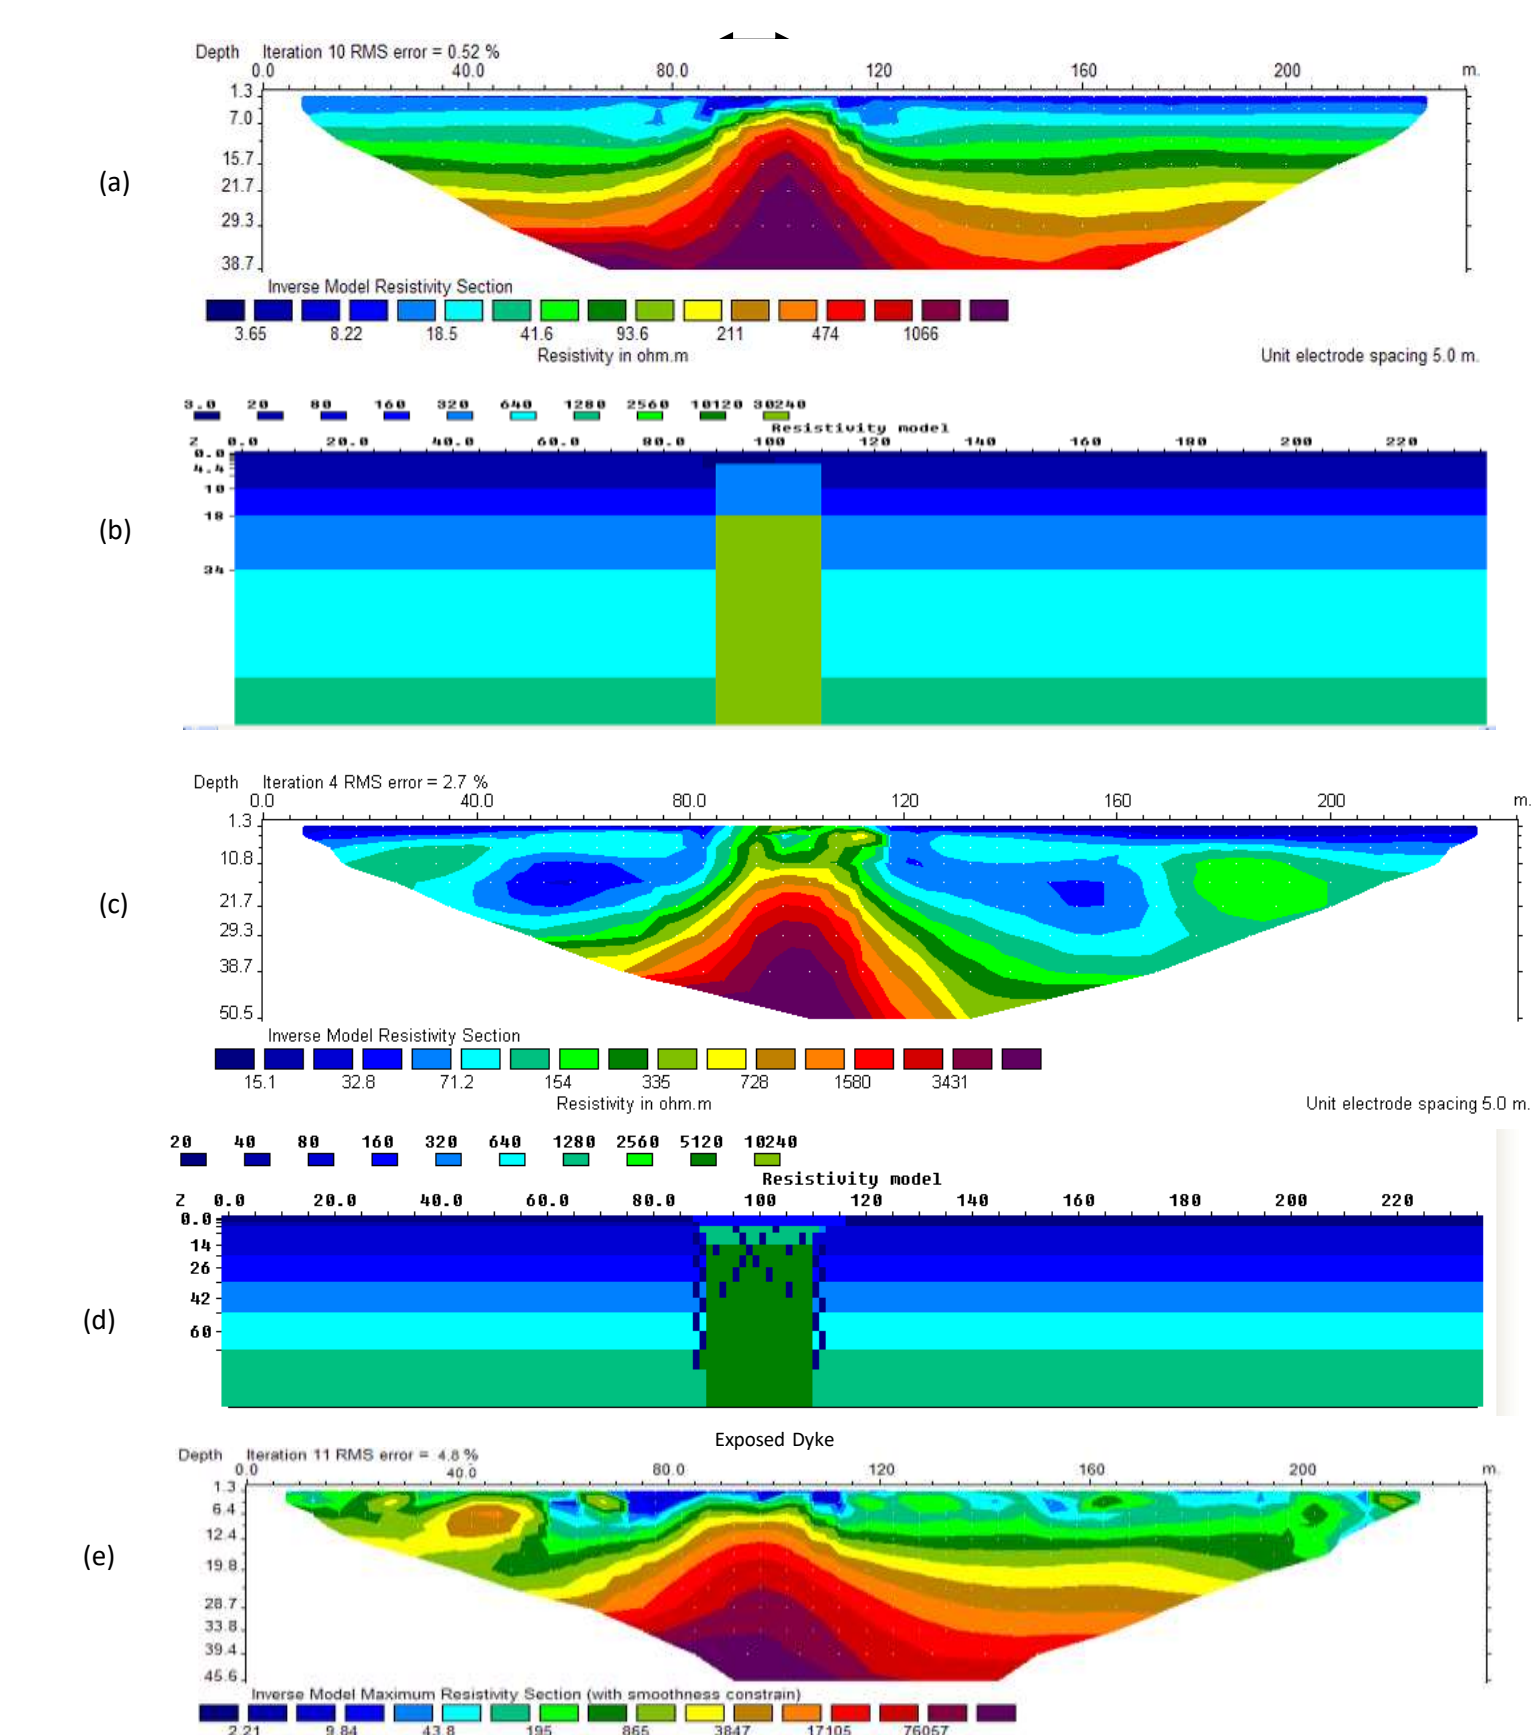 Depth Iteration 10 RMS error = 0.52 %
0.0 40.0 80.0 120 160 200 m.
1.3
7.0
15.7
(a)
21.7
29.3
38.7
Inverse Model Resistivity Section
3.65 8.22 18.5 41.6 93.6 211 474 1066
Resistivity in ohm.m Unit electrode spacing 5.0 m.
3.0 20 80 160 320 640 1280 2560 10120 30240
Resistivity model
Z 0.0 20.0 40.0 60.0 80.0 100 120 140 160 180 200 220
0.0
4.4
10
18
(b)
34
Depth Iteration 4 RMS error = 2.7 %
0.0 40.0 80.0 120 160 200 m.
1.3
10.8
(c)
21.7
29.3
38.7
50.5
Inverse Model Resistivity Section
15.1 32.8 71.2 154 335 728 1580 3431
Resistivity in ohm.m Unit electrode spacing 5.0 m.
20 40 80 160 320 640 1280 2560 5120 10240
Resistivity model
Z 0.0 20.0 40.0 60.0 80.0 100 120 140 160 180 200 220
0.0
14
26
42
(d)
60
Exposed Dyke
Depth Iteration 11 RMS error = 4.8 %
0.0 40.0 80.0 120 160 200 m.
1.3
6.4
12.4
(e)
19.8
28.7
33.8
39.4
45.6
Inverse Model Maximum Resistivity Section (with smoothness constrain)
2.21 9.84 43.8 195 865 3847 17105 76057